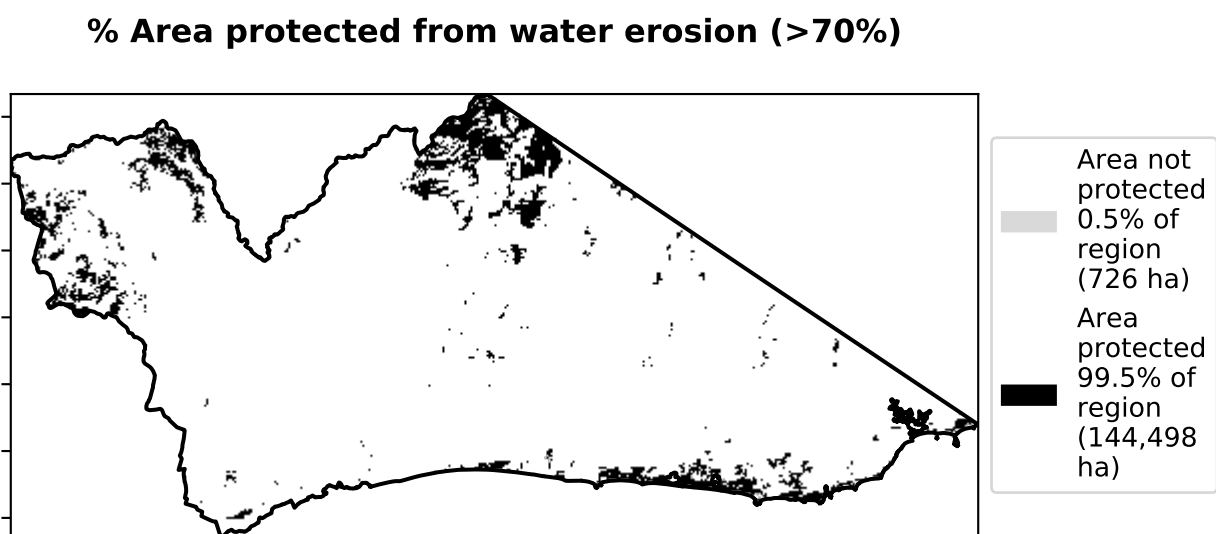 % Area protected from water erosion (>70%)
Area not
protected
0.5% of
region
(726 ha)
Area
protected
99.5% of
region
(144,498
ha)